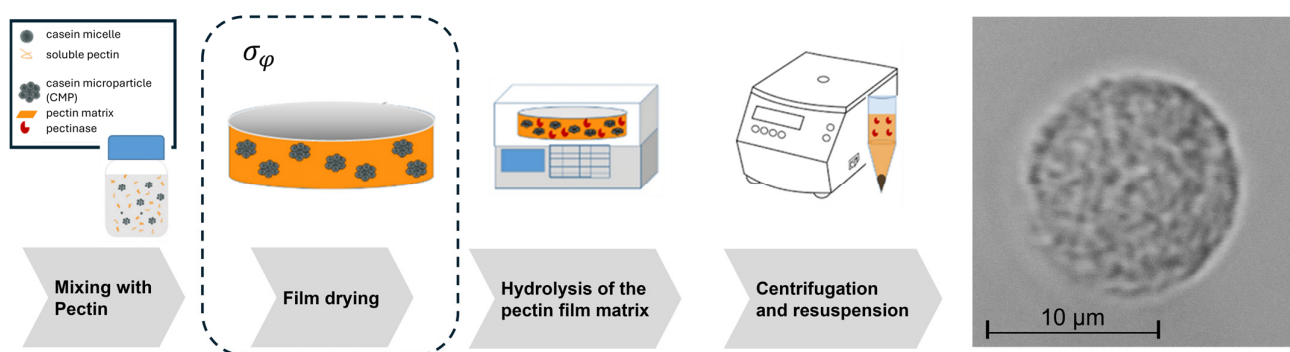 casein micelle
soluble pectin
casein microparticle
(CMP)
pectin matrix
pectinase
σφ
Mixing with
Pectin
Film drying
Hydrolysis of the
pectin film matrix
Centrifugation
and resuspension
10 µm